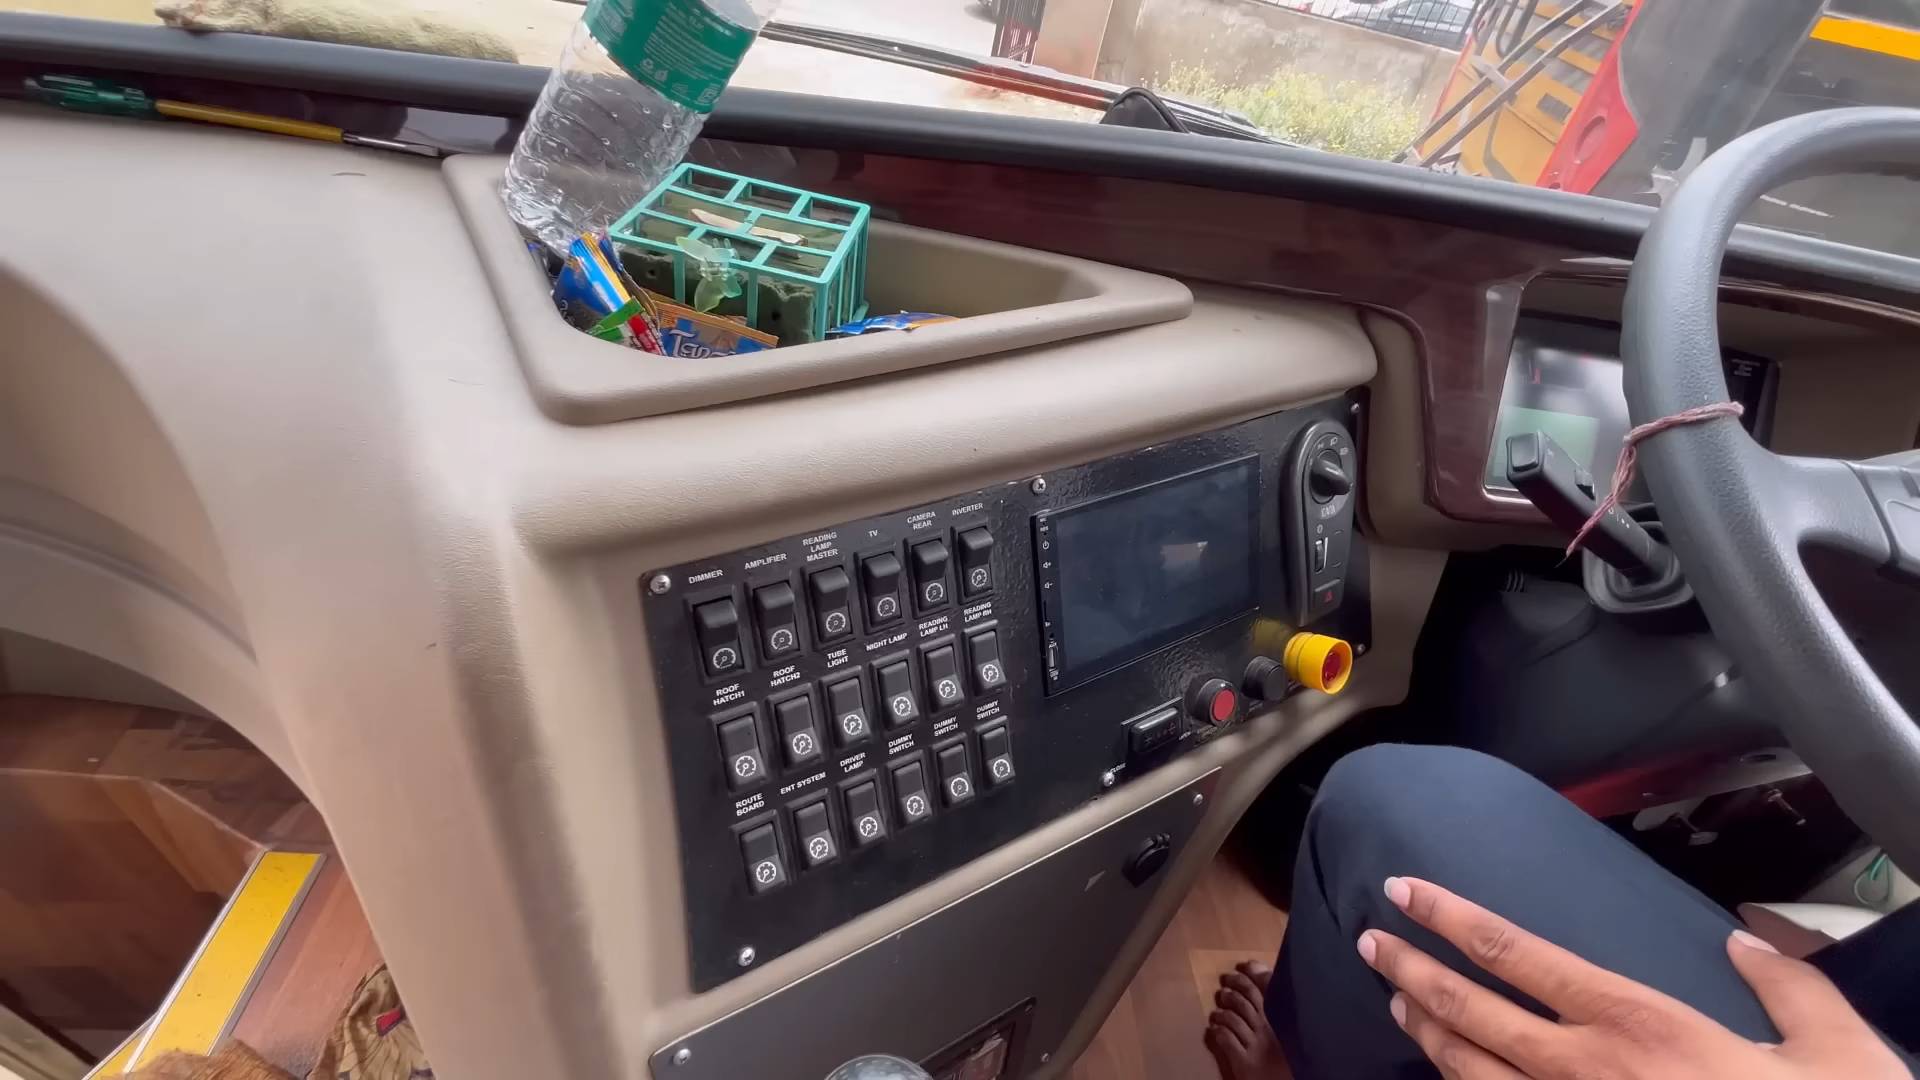 DIMMER
AMPLIFIER
READING
LAMP
MASTER
TV
CAMERA
REAR
INVERTER
ROOF
HATCH1
ROOF
HATCH2
TUBE
LIGHT
NIGHT LAMP
READING
LAMP LH
READING
LAMP RH
ROUTE
BOARD
ENT SYSTEM
DRIVER
LAMP
DUMMY
SWITCH
DUMMY
SWITCH
DUMMY
SWITCH
CLOSE